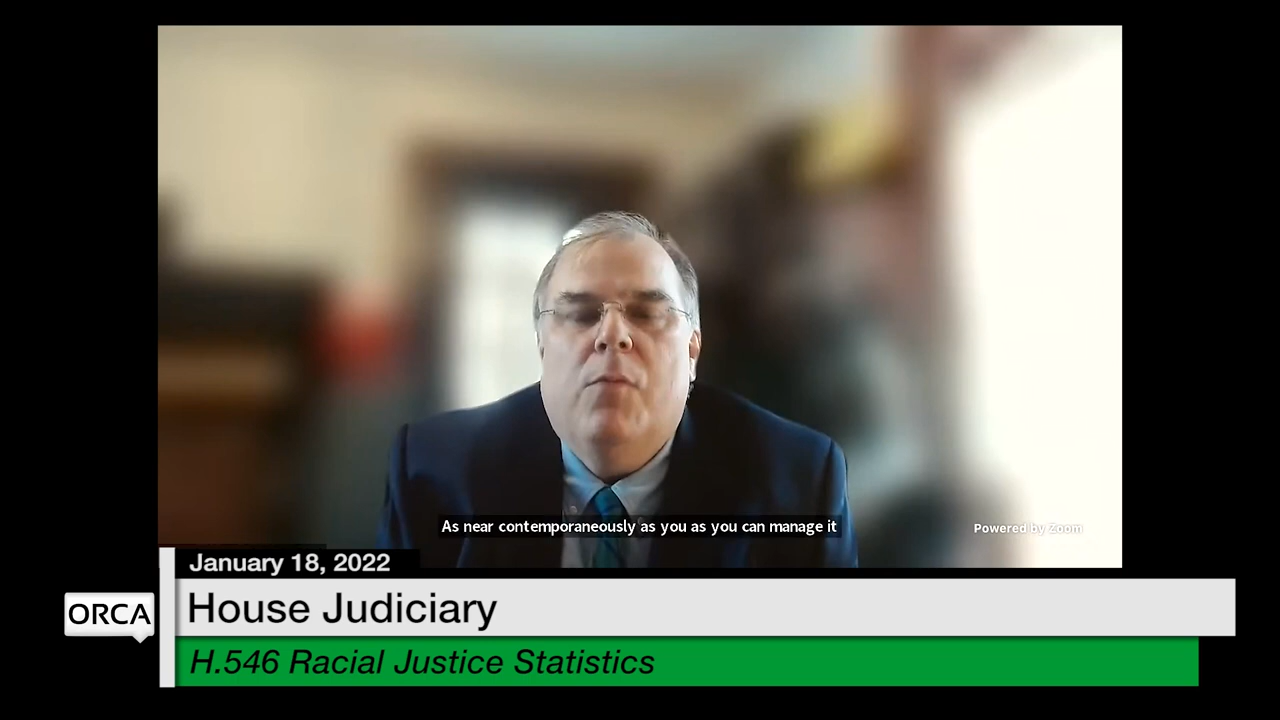 As near contemporaneously as you as you can manage it
Powered by Zoom
January 18, 2022
ORCA
House Judiciary
H.546 Racial Justice Statistics